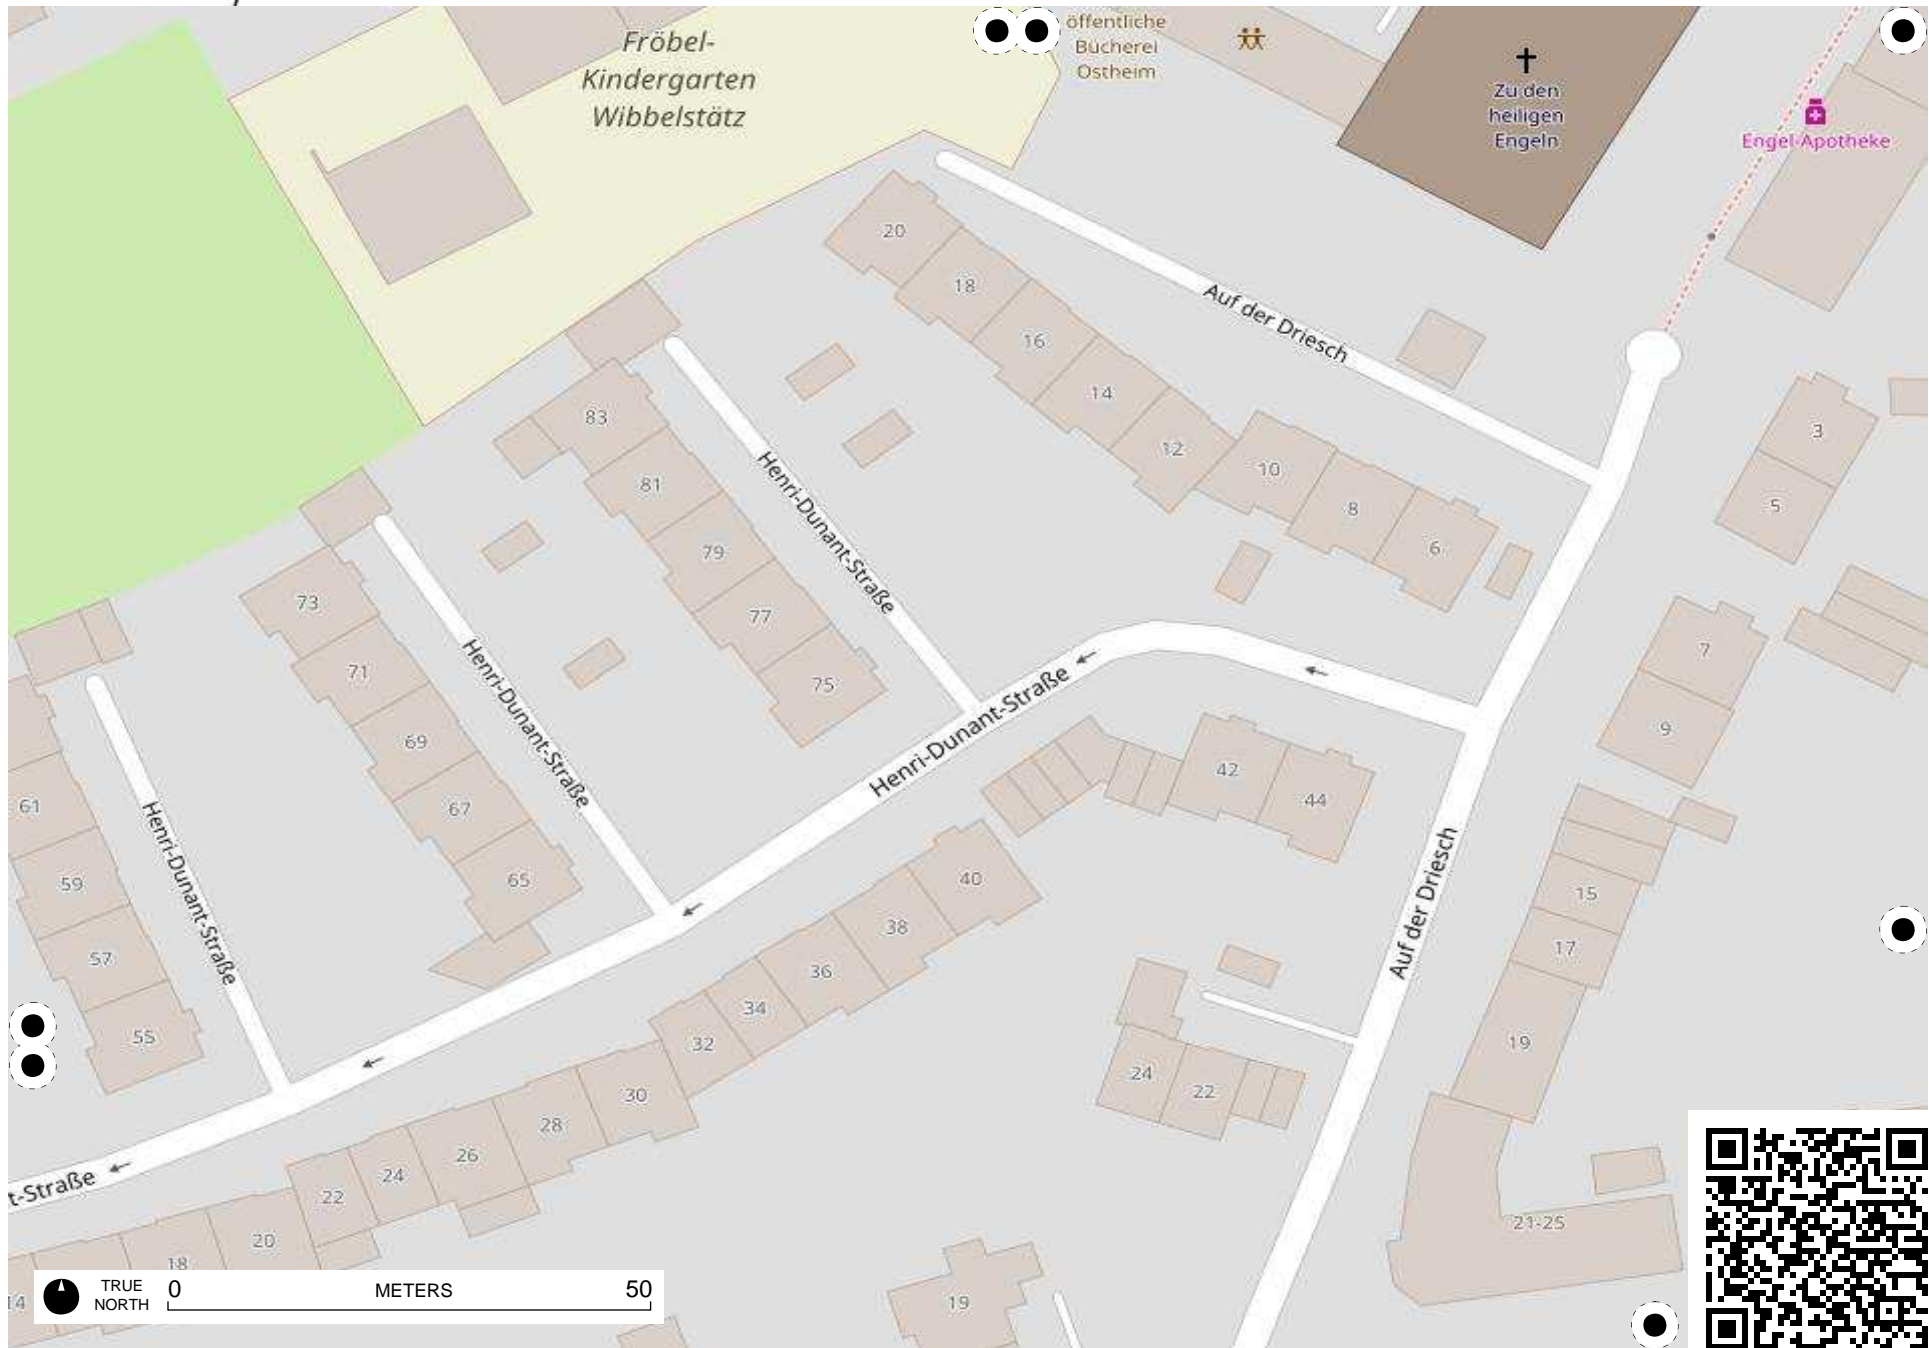 Fröbel-
Kindergarten
Wibbelstätz
öffentliche
Bücherei
Ostheim
Zu den
heiligen
Engeln
Engel-Apotheke
Auf der Driesch
20
18
16
14
12
10
8
6
3
5
7
9
83
81
79
77
75
Henri-Dunant-Straße
73
71
69
67
65
Henri-Dunant-Straße
61
59
57
55
Henri-Dunant-Straße
Henri-Dunant-Straße
42
44
40
38
36
34
32
30
28
26
24
22
20
18
14
t-Straße
Auf der Driesch
15
17
19
21-25
24
22
19
TRUE
NORTH
0
METERS
50